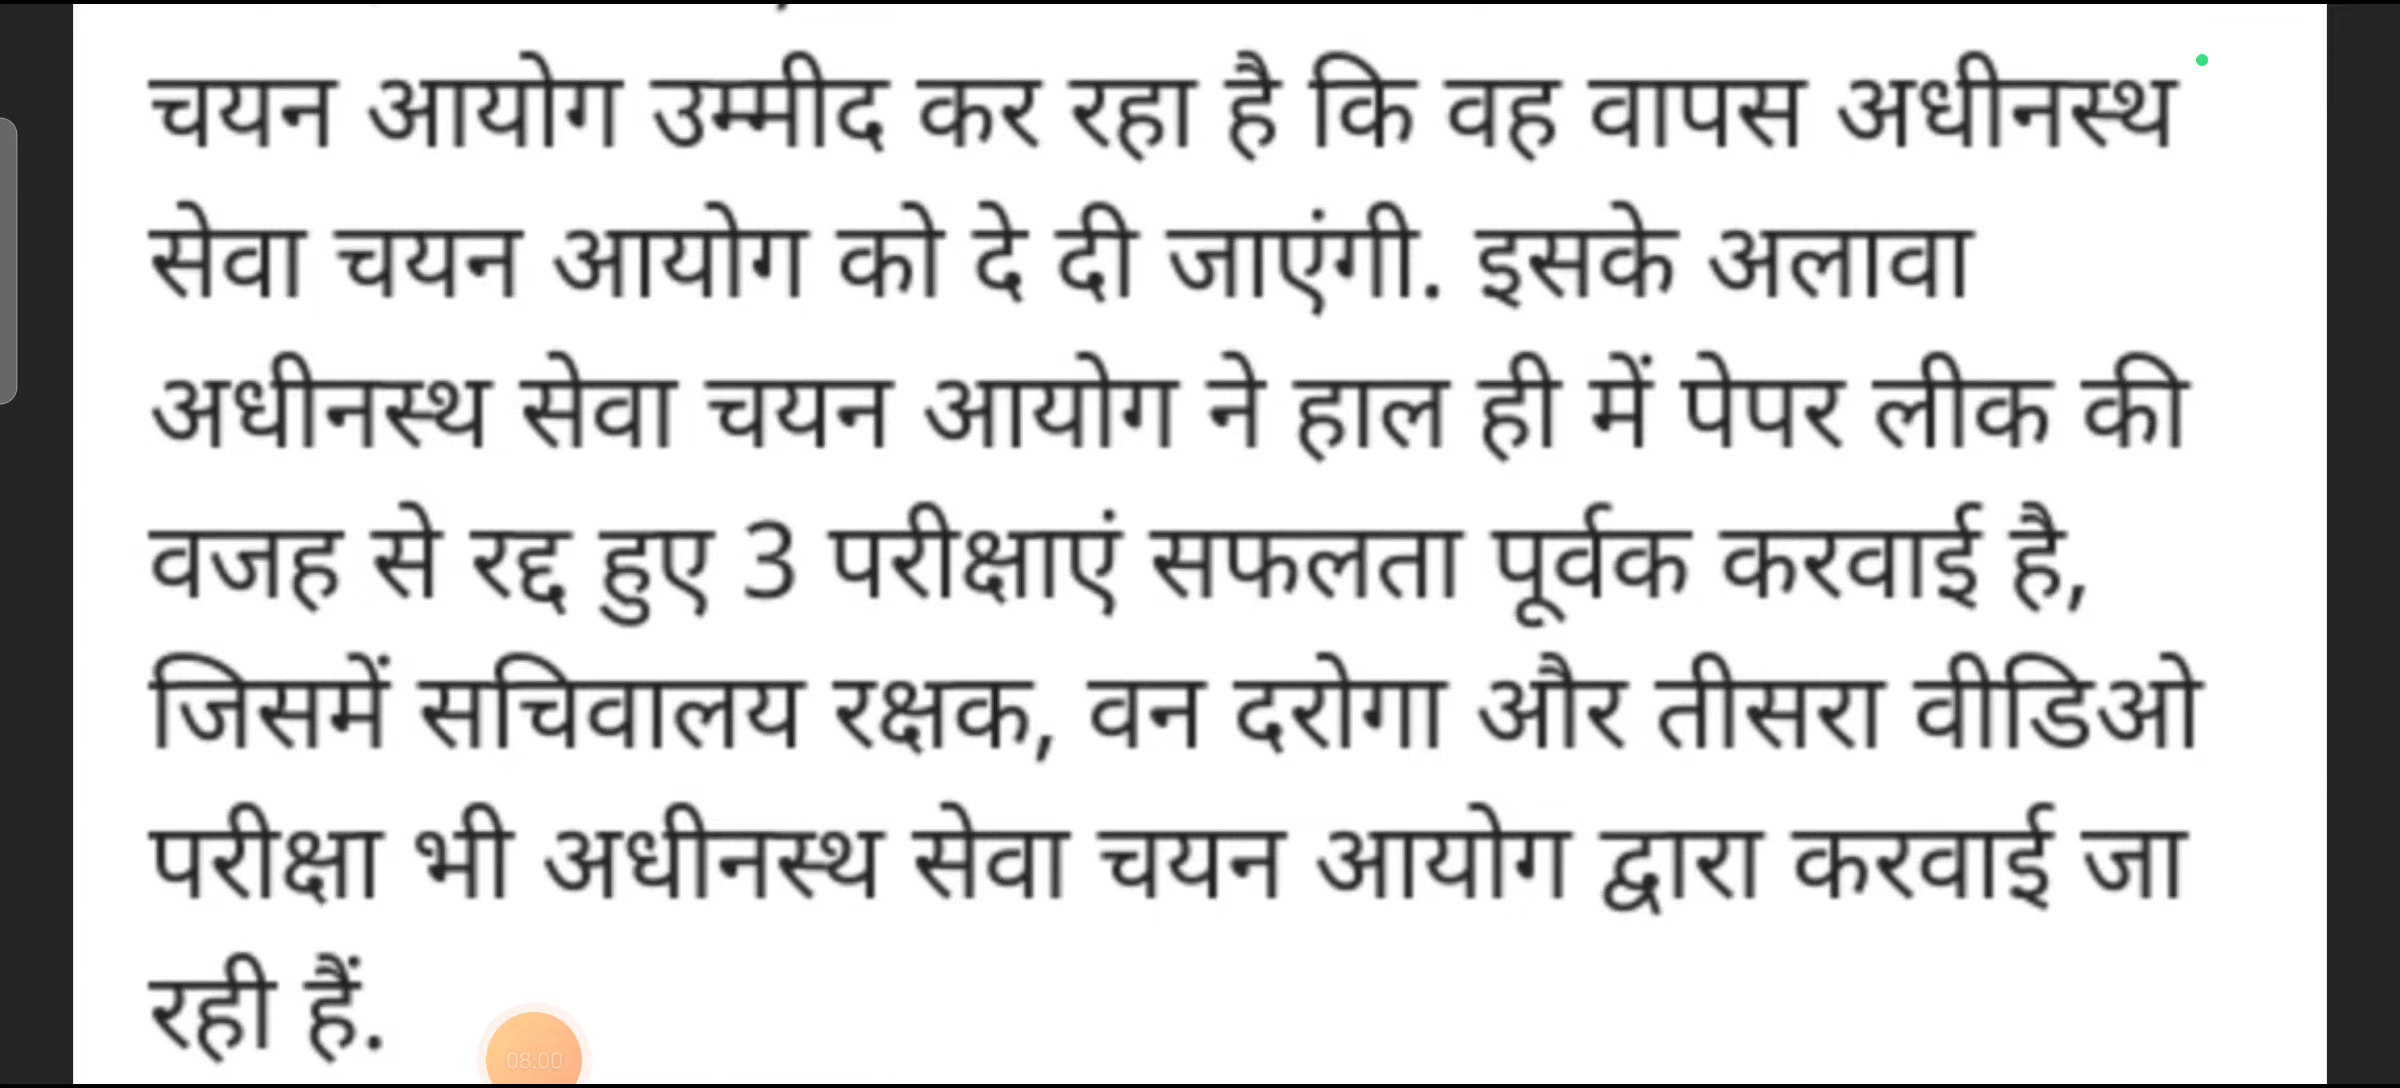 चयन आयोग उम्मीद कर रहा है कि वह वापस अधीनस्थ
सेवा चयन आयोग को दे दी जाएंगी. इसके अलावा
अधीनस्थ सेवा चयन आयोग ने हाल ही में पेपर लीक की
वजह से रद्द हुए 3 परीक्षाएं सफलता पूर्वक करवाई है,
जिसमें सचिवालय रक्षक, वन दरोगा और तीसरा वीडिओ
परीक्षा भी अधीनस्थ सेवा चयन आयोग द्वारा करवाई जा
रही हैं.
08:00